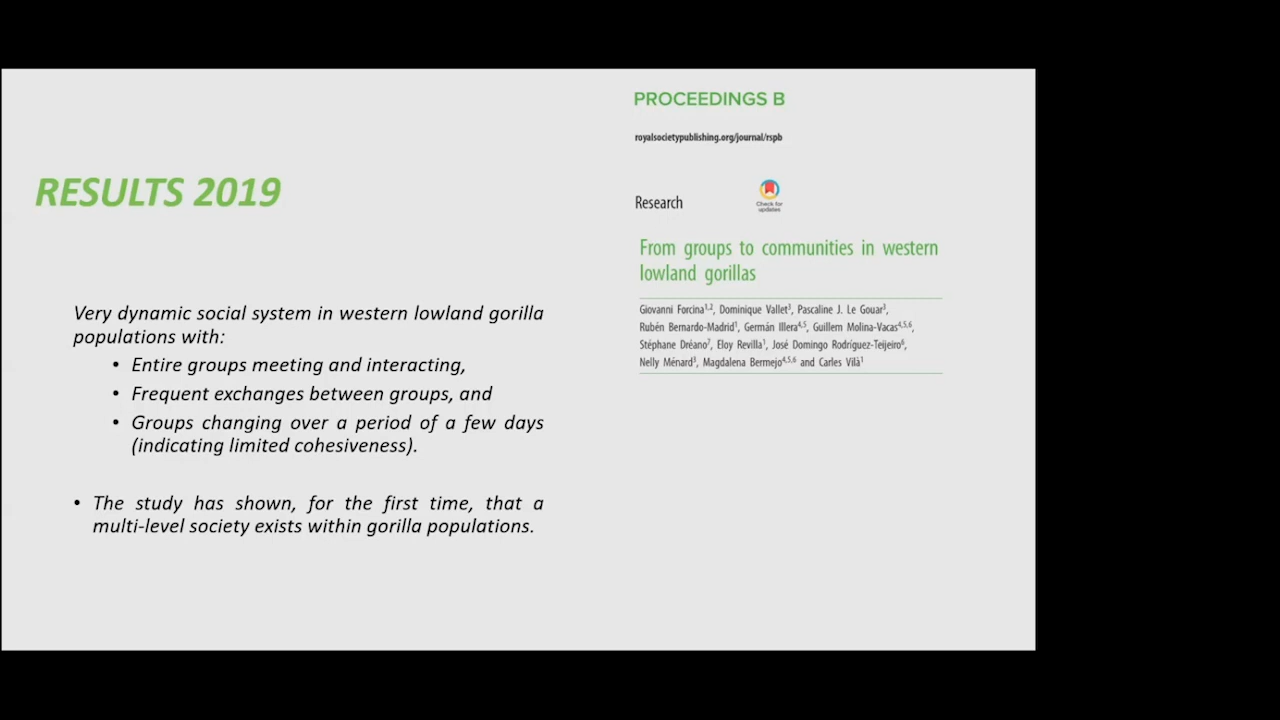 RESULTS 2019
Very dynamic social system in western lowland gorilla
populations with:
• Entire groups meeting and interacting,
• Frequent exchanges between groups, and
• Groups changing over a period of a few days
(indicating limited cohesiveness).
• The study has shown, for the first time, that a
multi-level society exists within gorilla populations.
PROCEEDINGS B
royalsocietypublishing.org/journal/rspb
Research
Check for
updates
From groups to communities in western
lowland gorillas
Giovanni Forcina1,2, Dominique Vallet3, Pascaline J. Le Gouar3,
Rubén Bernardo-Madrid1, Germán Illera4,5, Guillem Molina-Vacas4,5,6,
Stéphane Dréano7, Eloy Revilla1, José Domingo Rodríguez-Teijeiro6,
Nelly Ménard3, Magdalena Bermejo4,5,6 and Carles Vilà1